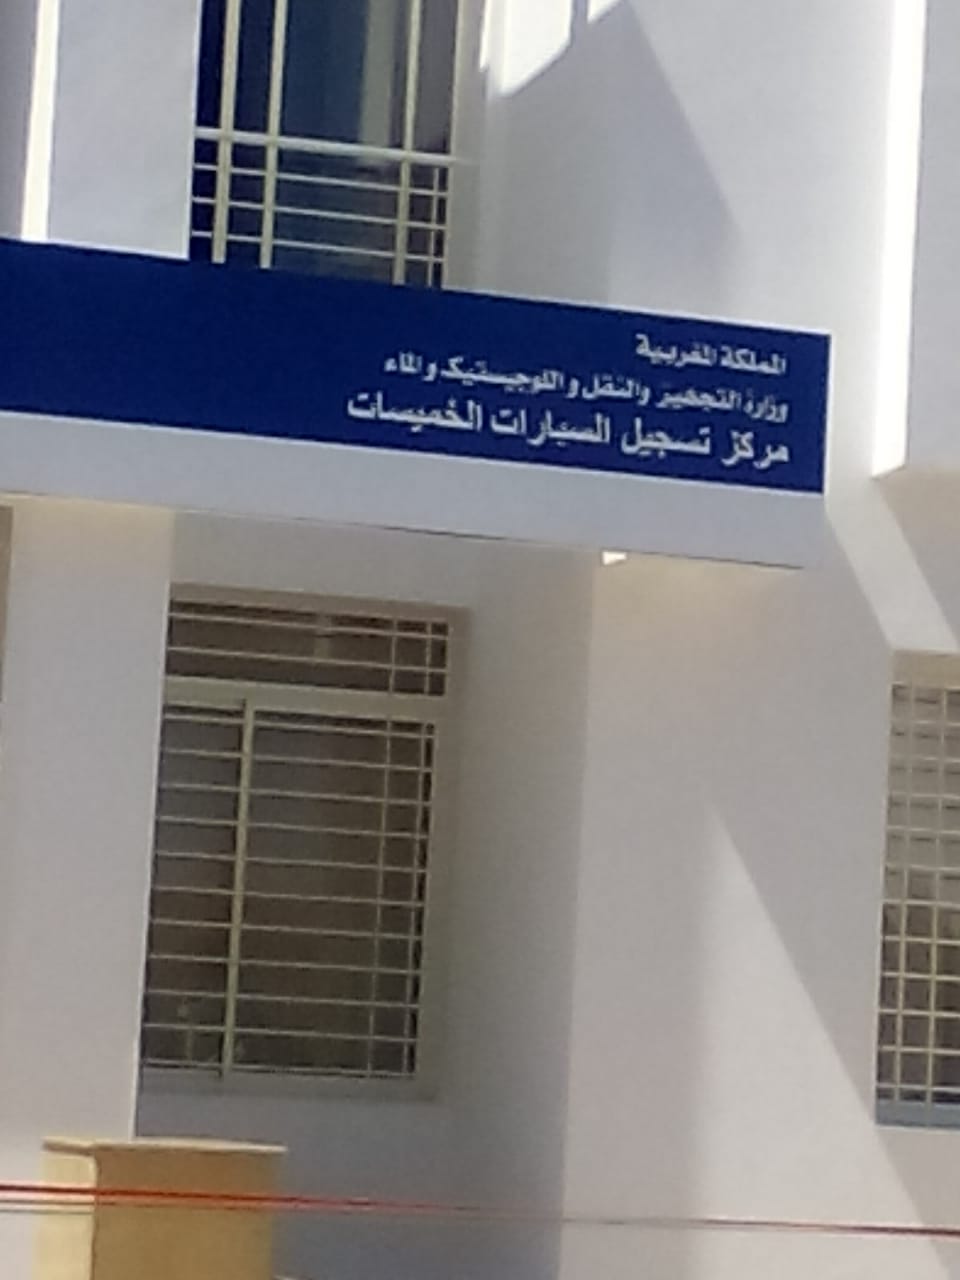 المملكة المغربية
وزارة التجهيز والنقل واللوجيستيك والماء
مركز تسجيل السيارات الخميسات